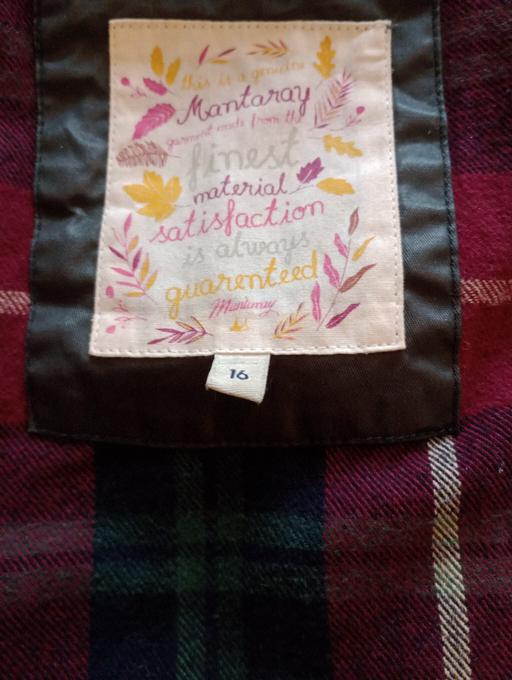 this is a genuine
Mantaray
garment made from the
finest
material
satisfaction
is always
guarenteed
Mantaray
16